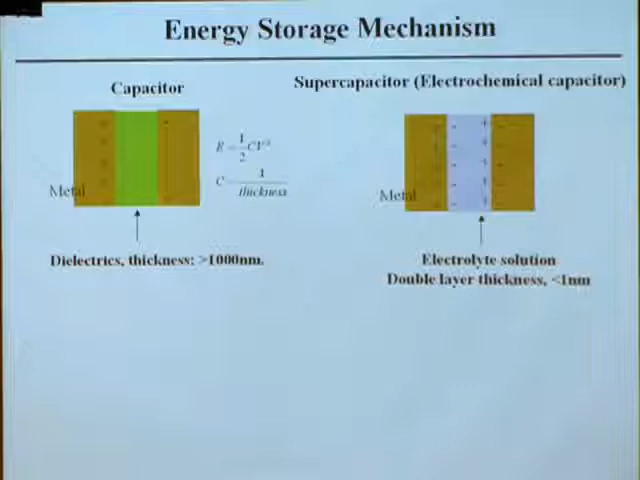 Energy Storage Mechanism
Capacitor
Supercapacitor (Electrochemical capacitor)
E = 1/2 CV²
C 1/thickness
Metal
Metal
Dielectrics, thickness: >1000nm.
Electrolyte solution
Double layer thickness, <1nm